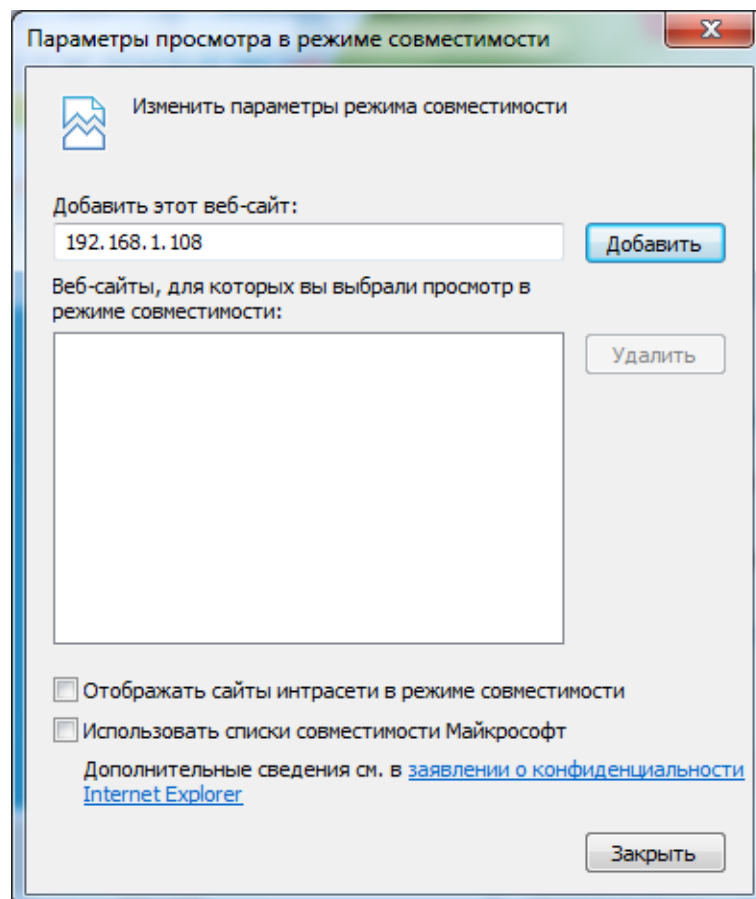 Параметры просмотра в режиме совместимости
Изменить параметры режима совместимости
Добавить этот веб-сайт:
192.168.1.108
Добавить
Веб-сайты, для которых вы выбрали просмотр в
режиме совместимости:
Удалить
Отображать сайты интрасети в режиме совместимости
Использовать списки совместимости Майкрософт
Дополнительные сведения см. в заявлении о конфиденциальности
Internet Explorer
Закрыть